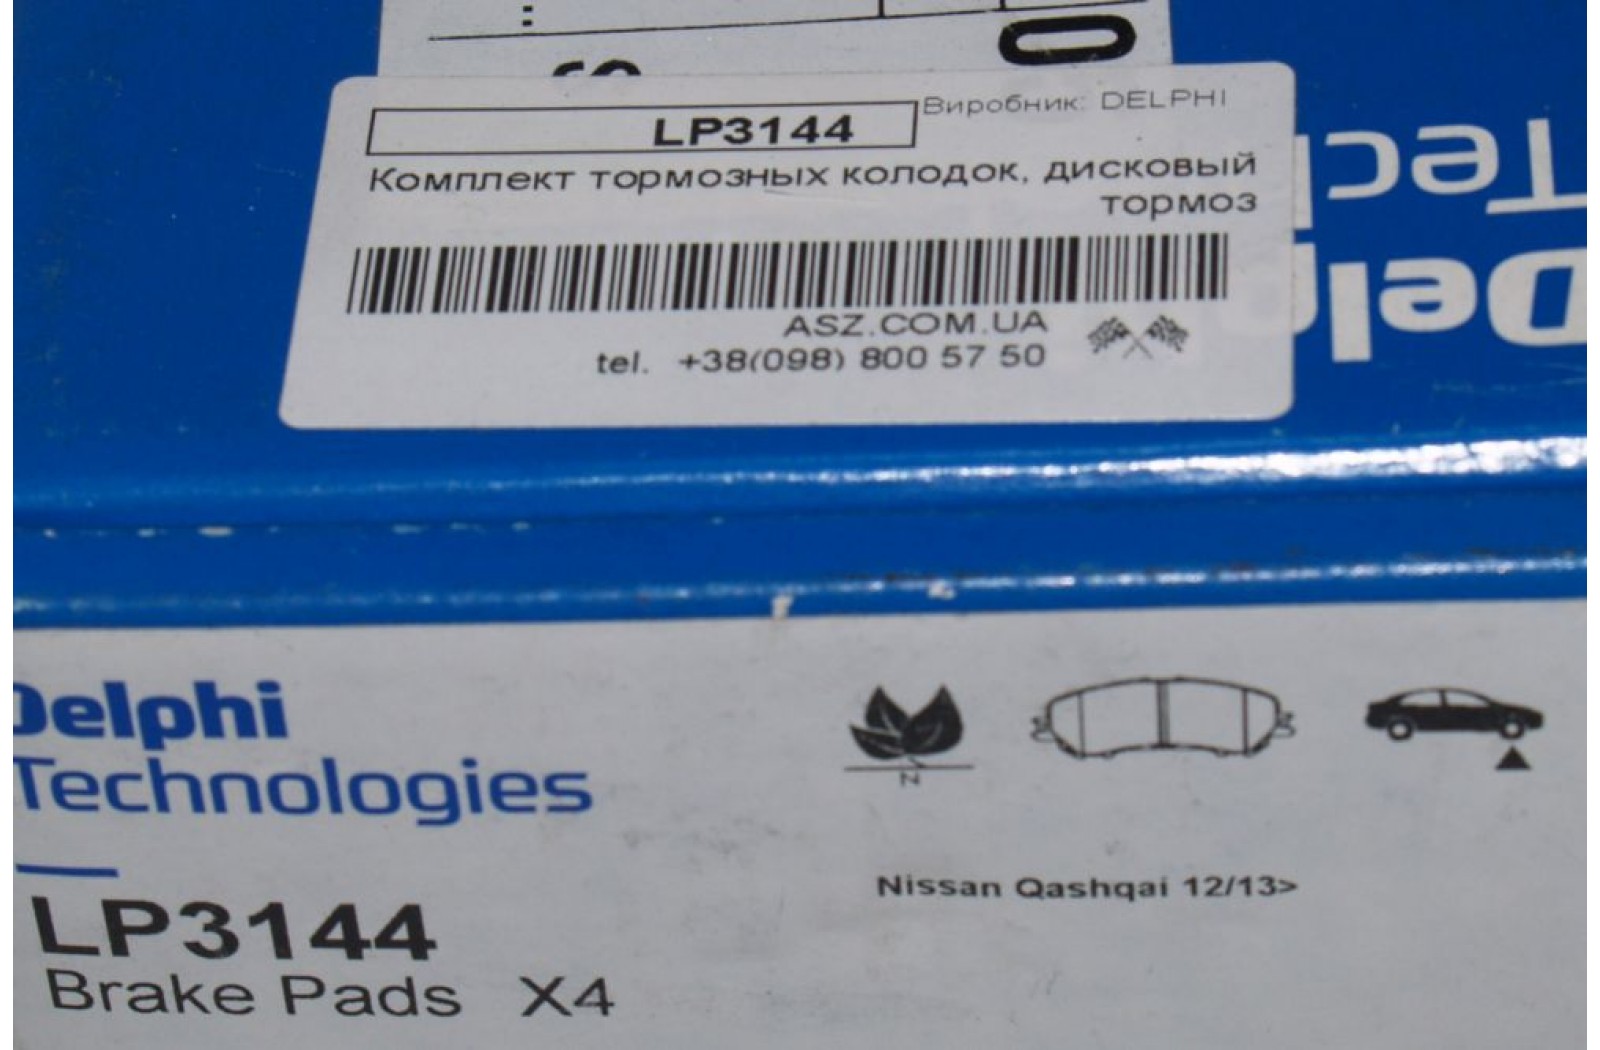 LP3144
Виробник: DELPHI
Комплект тормозных колодок, дисковый
тормоз
ASZ.COM.UA
tel. +38(098) 800 57 50
Delphi
Technologies
N
Nissan Qashqai 12/13>
LP3144
Brake Pads X4